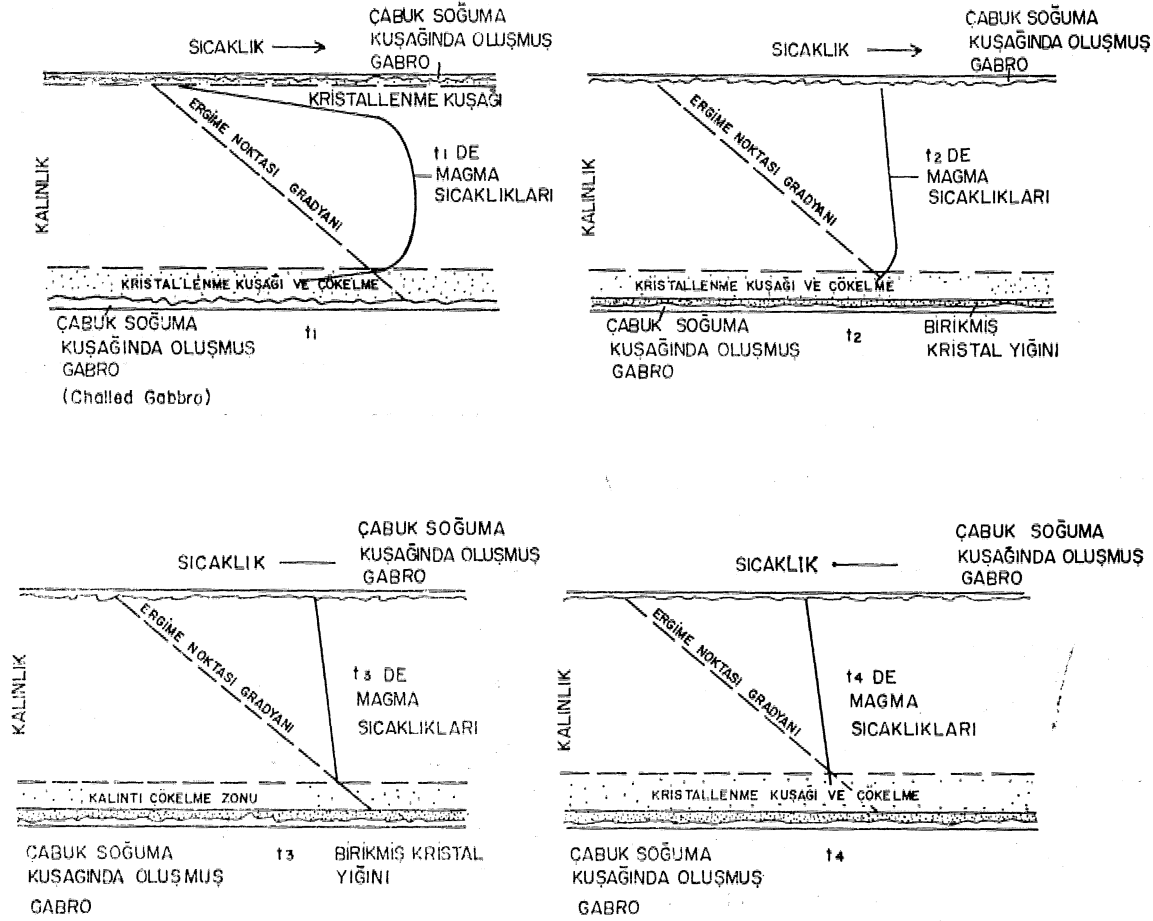 SICAKLIK
ÇABUK SOĞUMA
KUŞAĞINDA OLUŞMUŞ
GABRO
KRİSTALLENME KUŞAĞI
ERGİME NOKTASI GRADYANI
t1 DE
MAGMA
SICAKLIKLARI
KALINLIK
KRİSTALLENME KUŞAĞI VE ÇÖKELME
ÇABUK SOĞUMA
KUŞAĞINDA OLUŞMUŞ
GABRO
(Challed Gabbro)
t1
SICAKLIK
ÇABUK SOĞUMA
KUŞAĞINDA OLUŞMUŞ
GABRO
ERGİME NOKTASI GRADYANI
t2 DE
MAGMA
SICAKLIKLARI
KALINLIK
KRİSTALLENME KUŞAĞI VE ÇÖKELME
ÇABUK SOĞUMA
KUŞAĞINDA OLUŞMUŞ
GABRO
t2
BİRİKMİŞ
KRİSTAL YIĞINI
SICAKLIK
ÇABUK SOĞUMA
KUŞAĞINDA OLUŞMUŞ
GABRO
ERGİME NOKTASI GRADYANI
t3 DE
MAGMA
SICAKLIKLARI
KALINLIK
KALINTI ÇÖKELME ZONU
ÇABUK SOĞUMA
KUŞAGINDA OLUŞMUŞ
GABRO
t3
BİRİKMİŞ KRİSTAL
YIĞINI
SICAKLIK
ÇABUK SOĞUMA
KUŞAĞINDA OLUŞMUŞ
GABRO
ERGİME NOKTASI GRADYANI
t4 DE
MAGMA
SICAKLIKLARI
KALINLIK
KRISTALLENME KUŞAĞI VE ÇÖKELME
ÇABUK SOĞUMA
KUŞAĞINDA OLUŞMUŞ
GABRO
t4